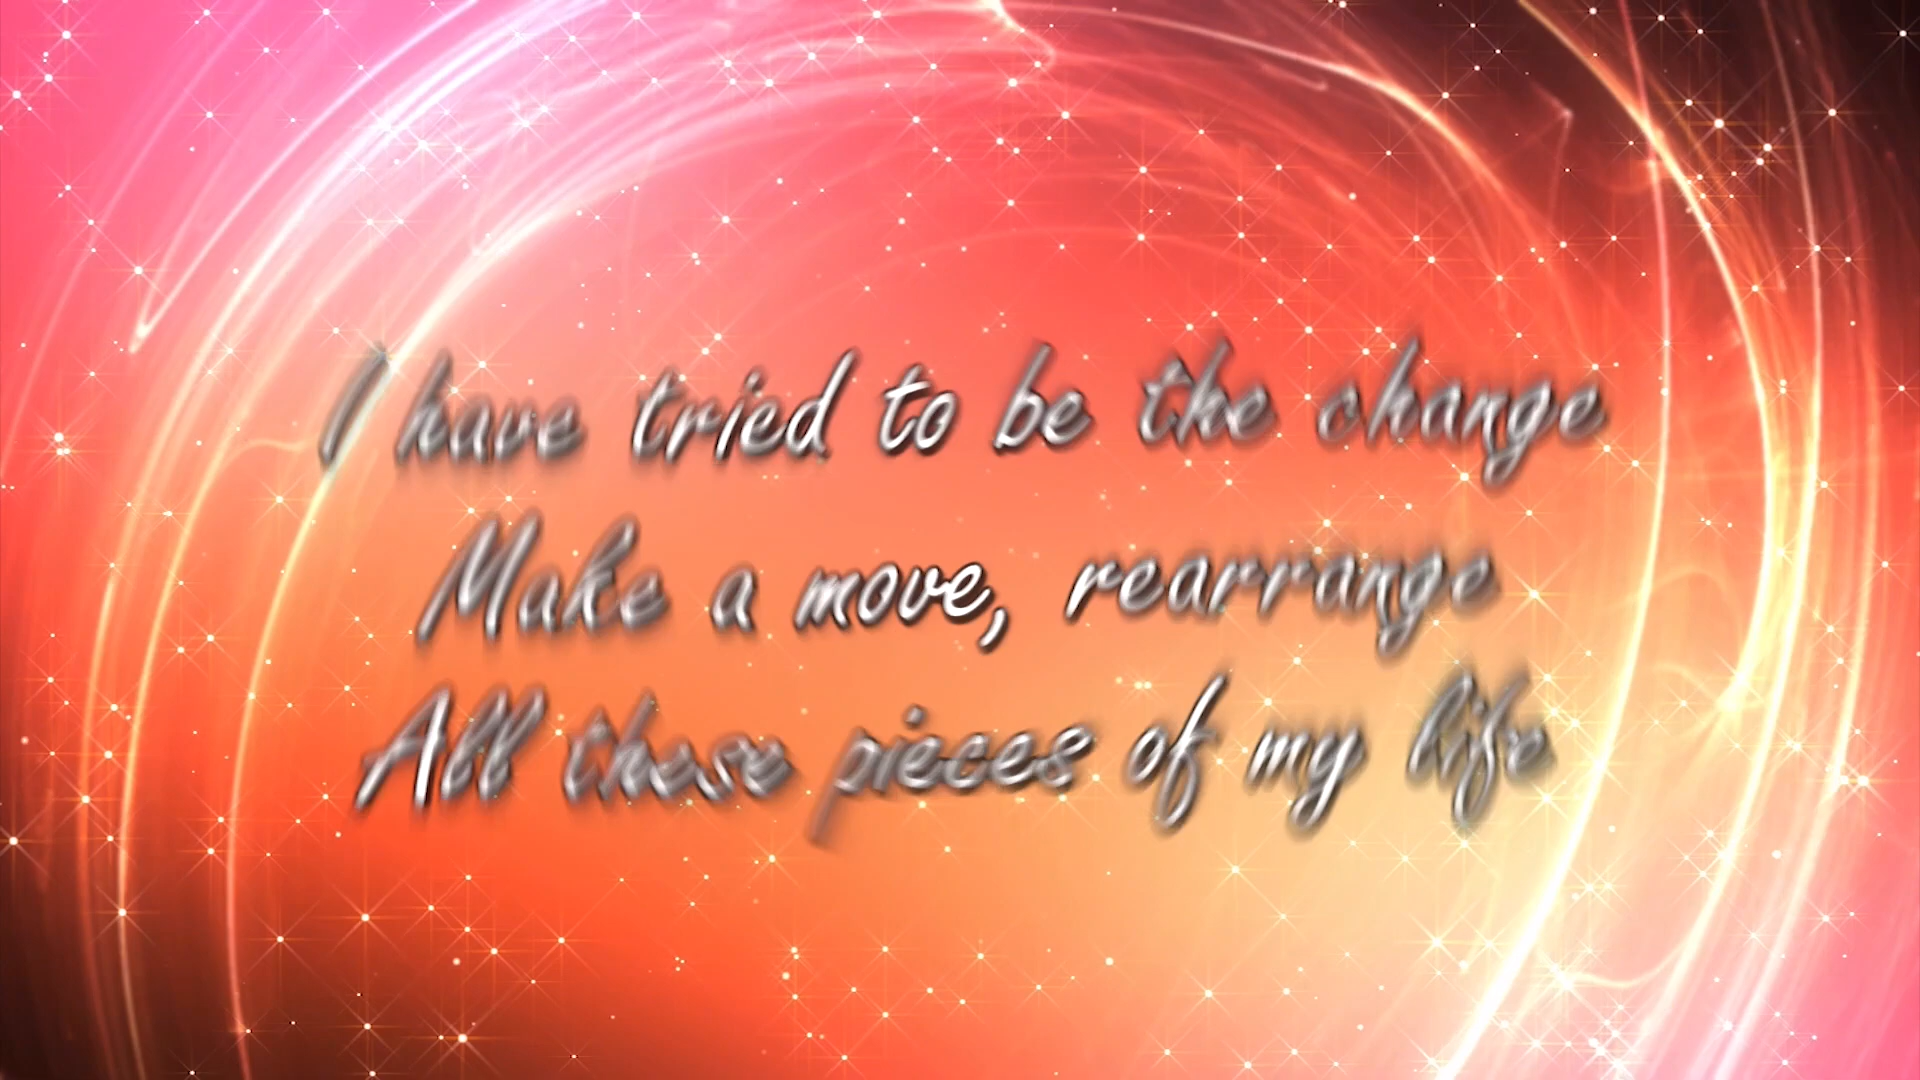 I have tried to be the change
Make a move, rearrange
All these pieces of my life